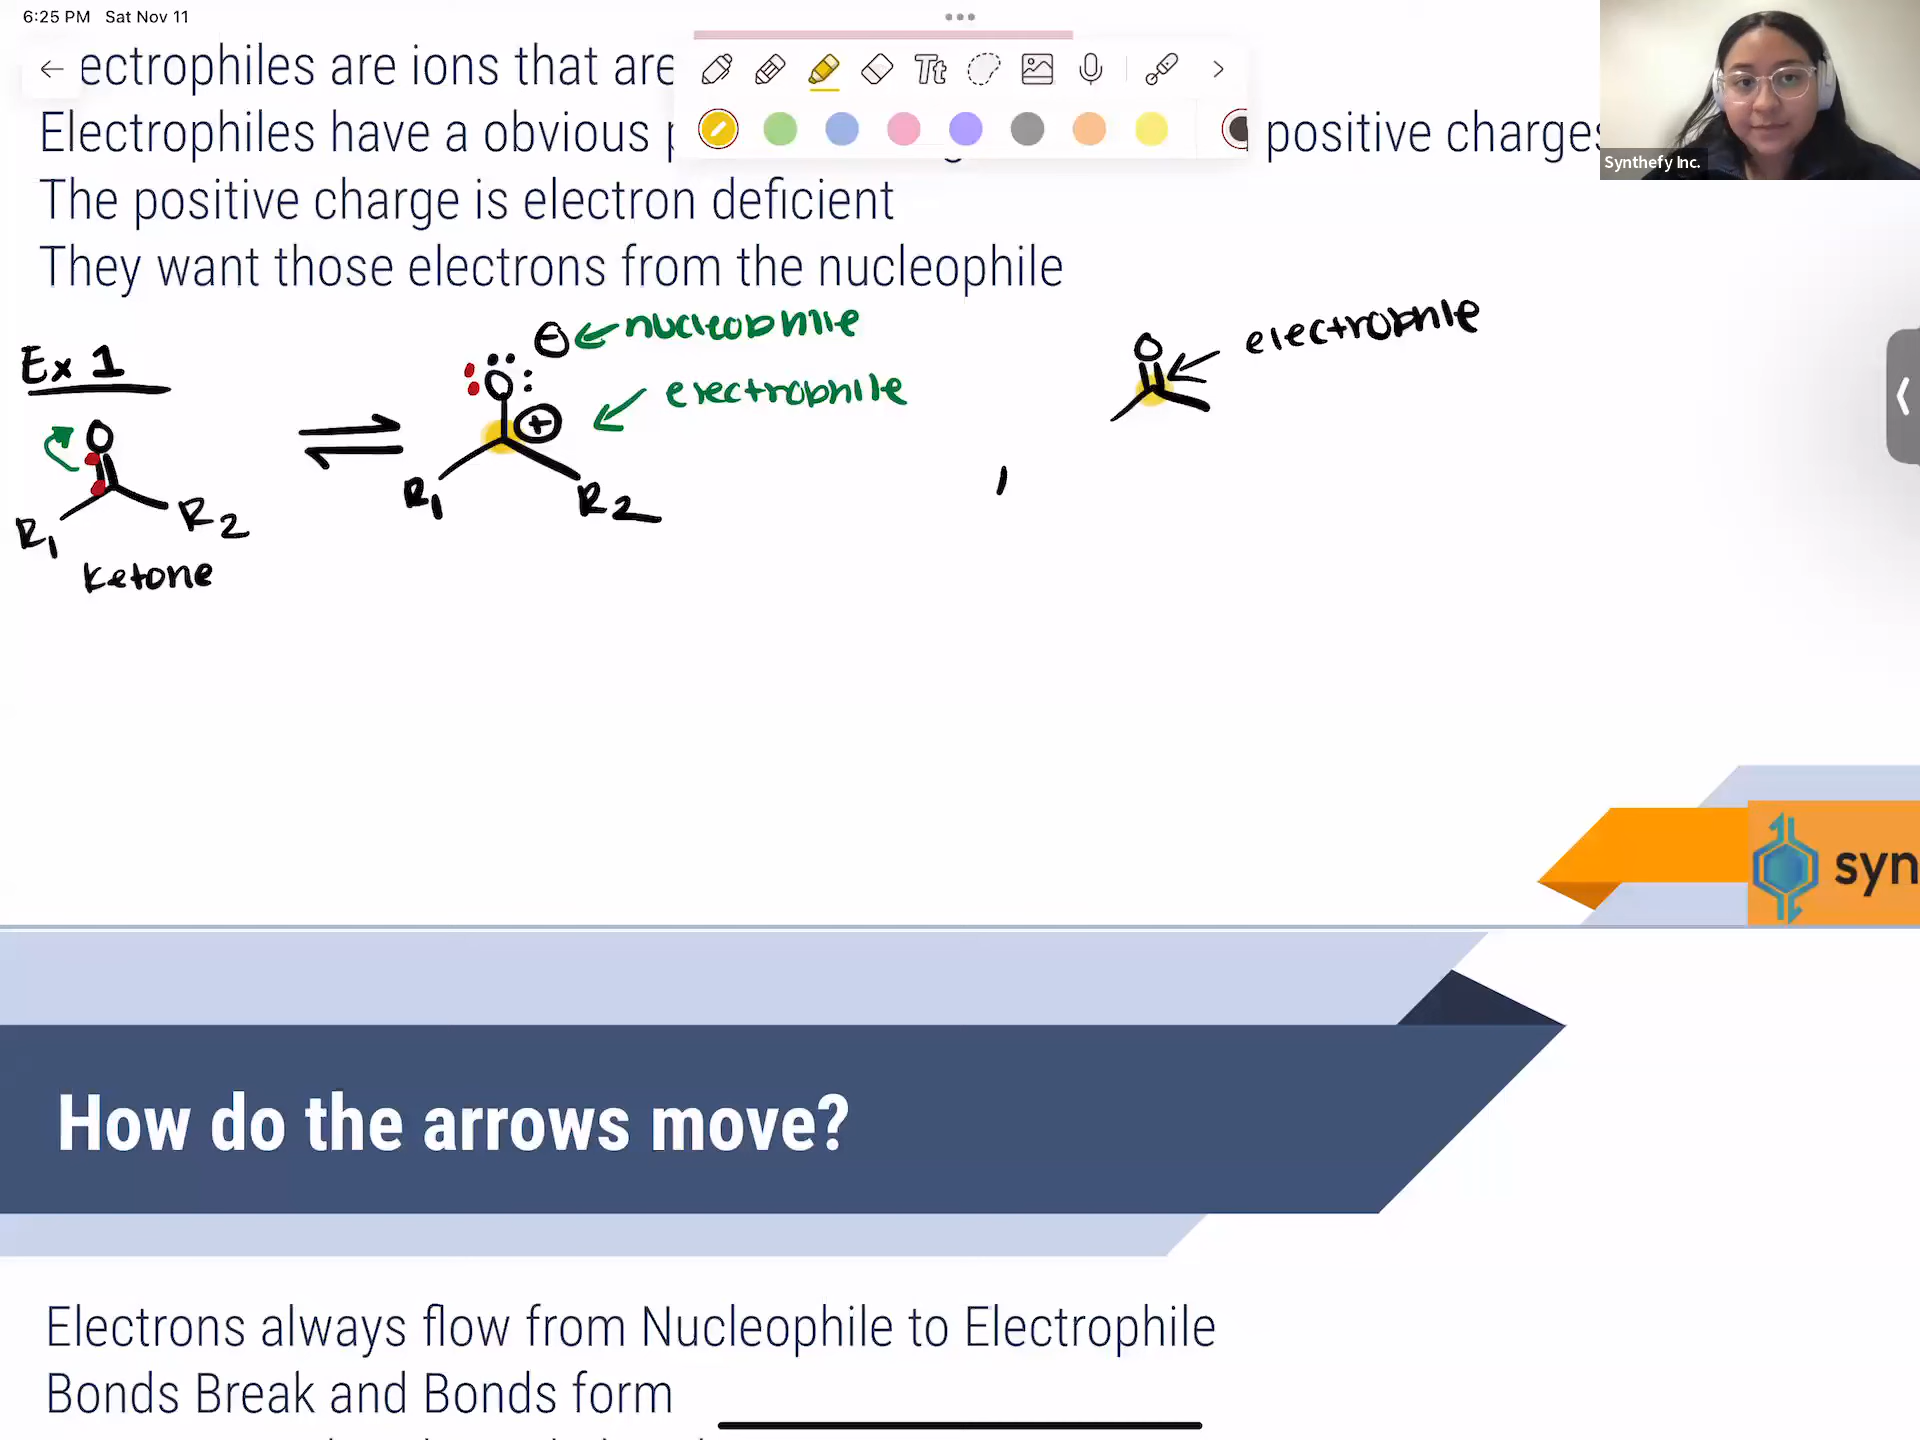 6:25 PM Sat Nov 11
ectrophiles are ions that are
Tt
Electrophiles have a obvious positive charges
Synthefy Inc.
The positive charge is electron deficient
They want those electrons from the nucleophile
Ex 1
⊖ ← nucleophile
:O:
← electrophile
⊕
R1 R2
O
R1 R2
Ketone
O
electrophile
syn
How do the arrows move?
Electrons always flow from Nucleophile to Electrophile
Bonds Break and Bonds form